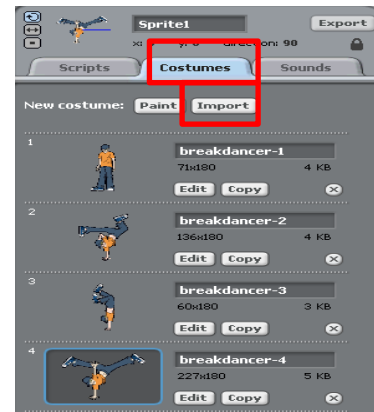 Sprite1 Export
x: 0 y: 0 direction: 90
Scripts Costumes Sounds
New costume: Paint Import
1
breakdancer-1
71x180 4 KB
Edit Copy
2
breakdancer-2
136x180 4 KB
Edit Copy
3
breakdancer-3
60x180 3 KB
Edit Copy
4
breakdancer-4
227x180 5 KB
Edit Copy